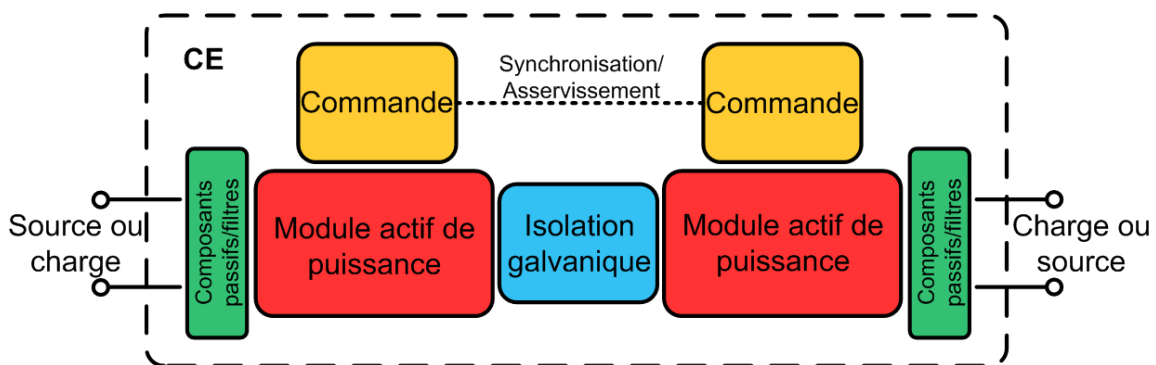 CE
Commande
Synchronisation/
Asservissement
Commande
Source ou
charge
Composants
passifs/filtres
Module actif de
puissance
Isolation
galvanique
Module actif de
puissance
Composants
passifs/filtres
Charge ou
source